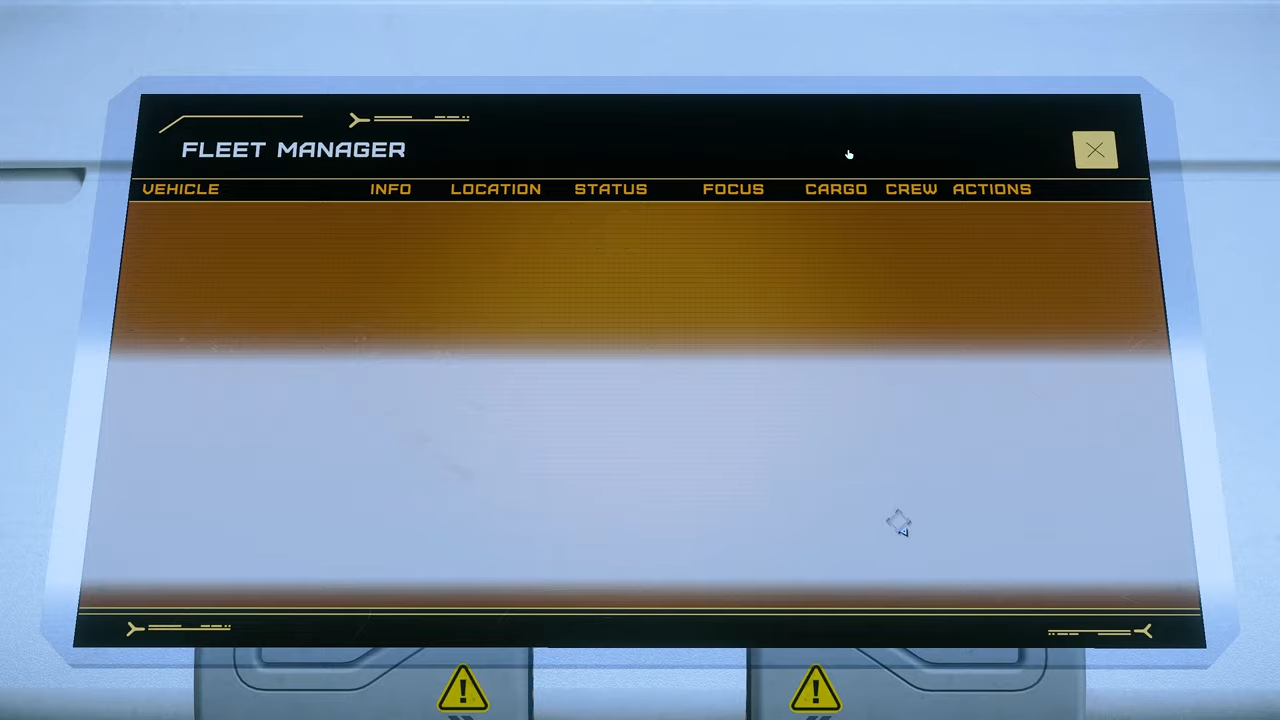 FLEET MANAGER
VEHICLE INFO LOCATION STATUS FOCUS CARGO CREW ACTIONS